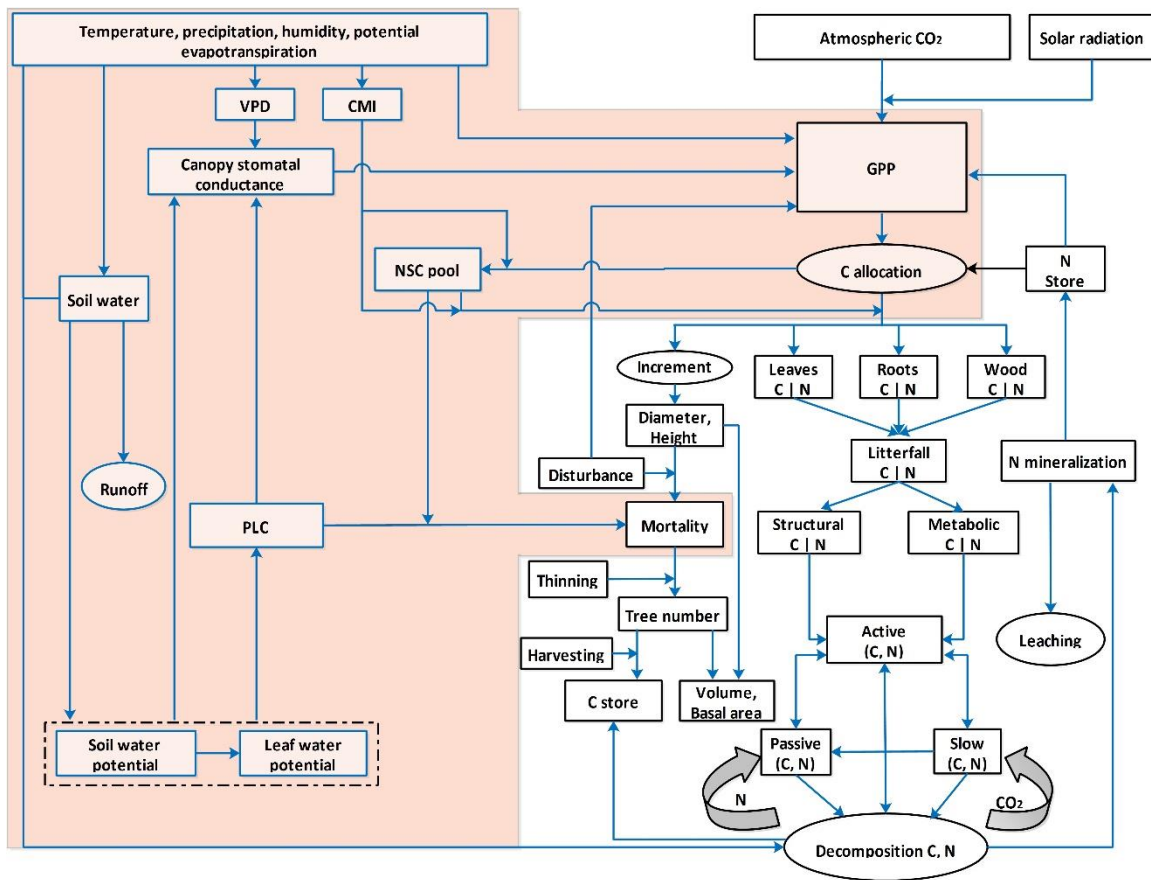 Temperature, precipitation, humidity, potential
evapotranspiration
Atmospheric CO₂
Solar radiation
VPD
CMI
Canopy stomatal
conductance
GPP
NSC pool
C allocation
N
Store
Soil water
Increment
Leaves
C | N
Roots
C | N
Wood
C | N
Diameter,
Height
Litterfall
C | N
N mineralization
Disturbance
Runoff
PLC
Mortality
Structural
C | N
Metabolic
C | N
Thinning
Tree number
Active
(C, N)
Leaching
Harvesting
C store
Volume,
Basal area
Soil water
potential
Leaf water
potential
Passive
(C, N)
Slow
(C, N)
N
CO₂
Decomposition C, N